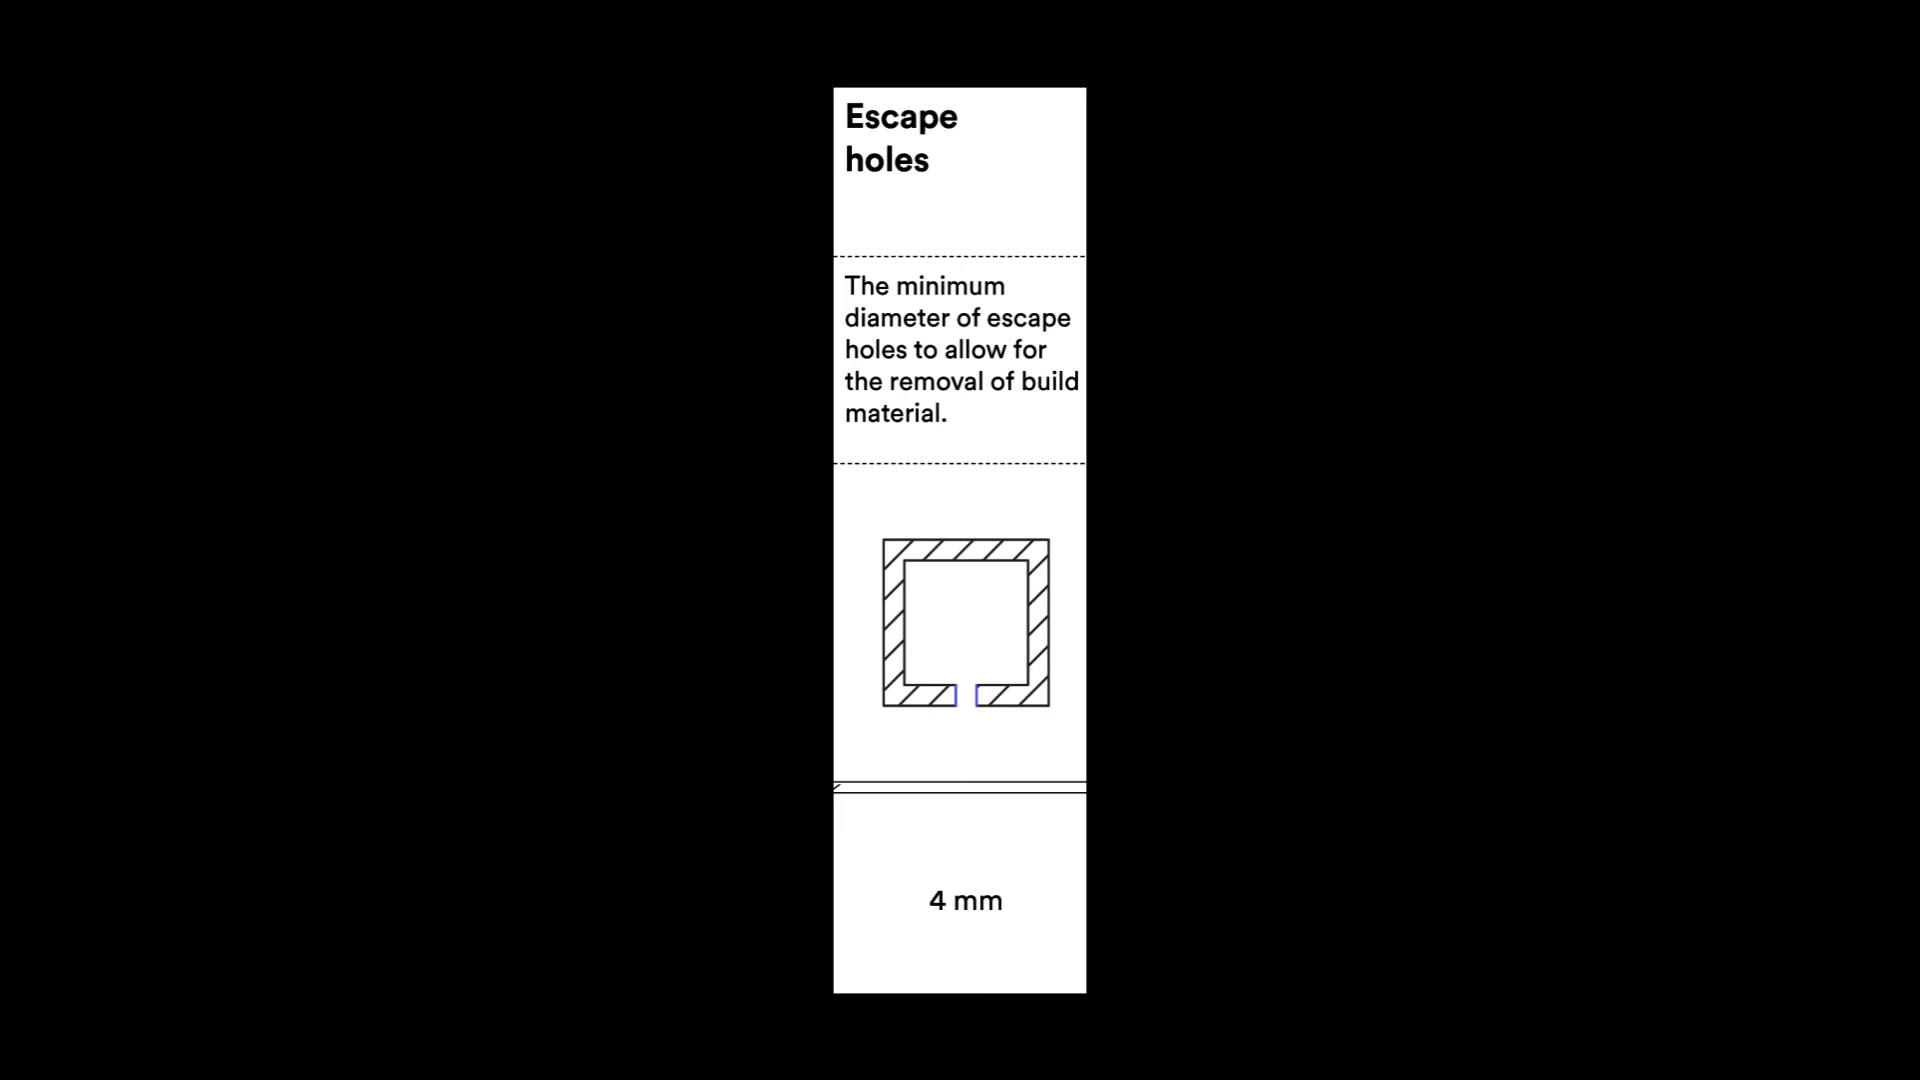 Escape
holes
The minimum
diameter of escape
holes to allow for
the removal of build
material.
4 mm